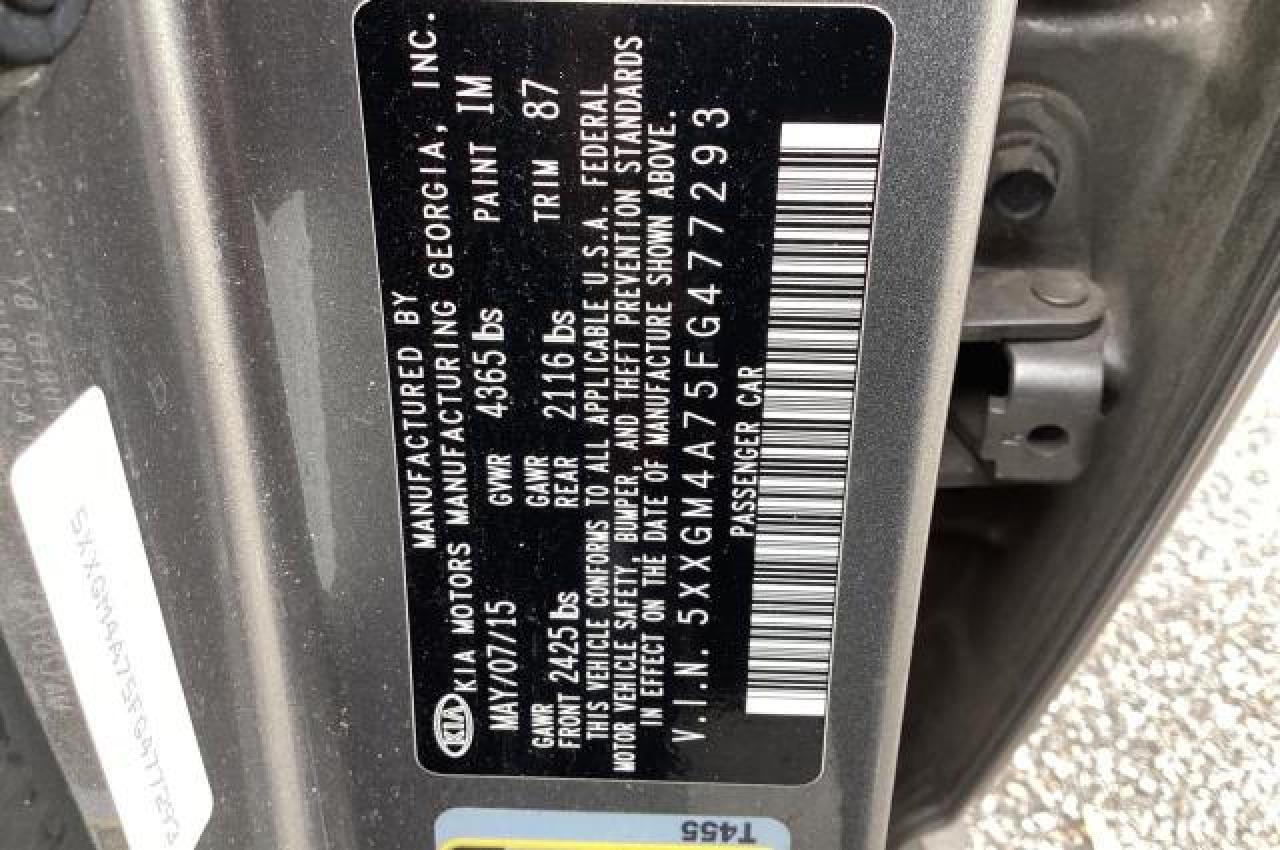 MANUFACTURED BY
KIA KIA MOTORS MANUFACTURING GEORGIA, INC.
MAY/07/15 GVWR 4365 lbs PAINT IM
GAWR FRONT 2425 lbs GAWR REAR 2116 lbs TRIM 87
THIS VEHICLE CONFORMS TO ALL APPLICABLE U.S.A. FEDERAL
MOTOR VEHICLE SAFETY, BUMPER, AND THEFT PREVENTION STANDARDS
IN EFFECT ON THE DATE OF MANUFACTURE SHOWN ABOVE.
V.I.N. 5XXGM4A75FG477293
PASSENGER CAR
5XXGM4A75FG477293
T455